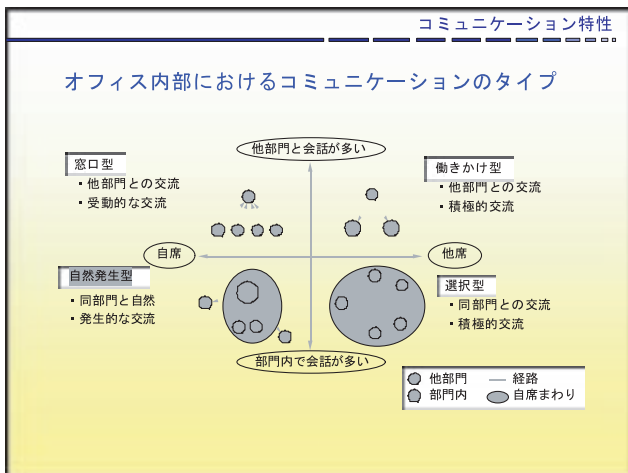 コミュニケーション特性
オフィス内部におけるコミュニケーションのタイプ
他部門と会話が多い
窓口型
・他部門との交流
・受動的な交流
働きかけ型
・他部門との交流
・積極的交流
自席
他席
自然発生型
・同部門と自然
・発生的な交流
選択型
・同部門との交流
・積極的交流
部門内で会話が多い
他部門
経路
部門内
自席まわり